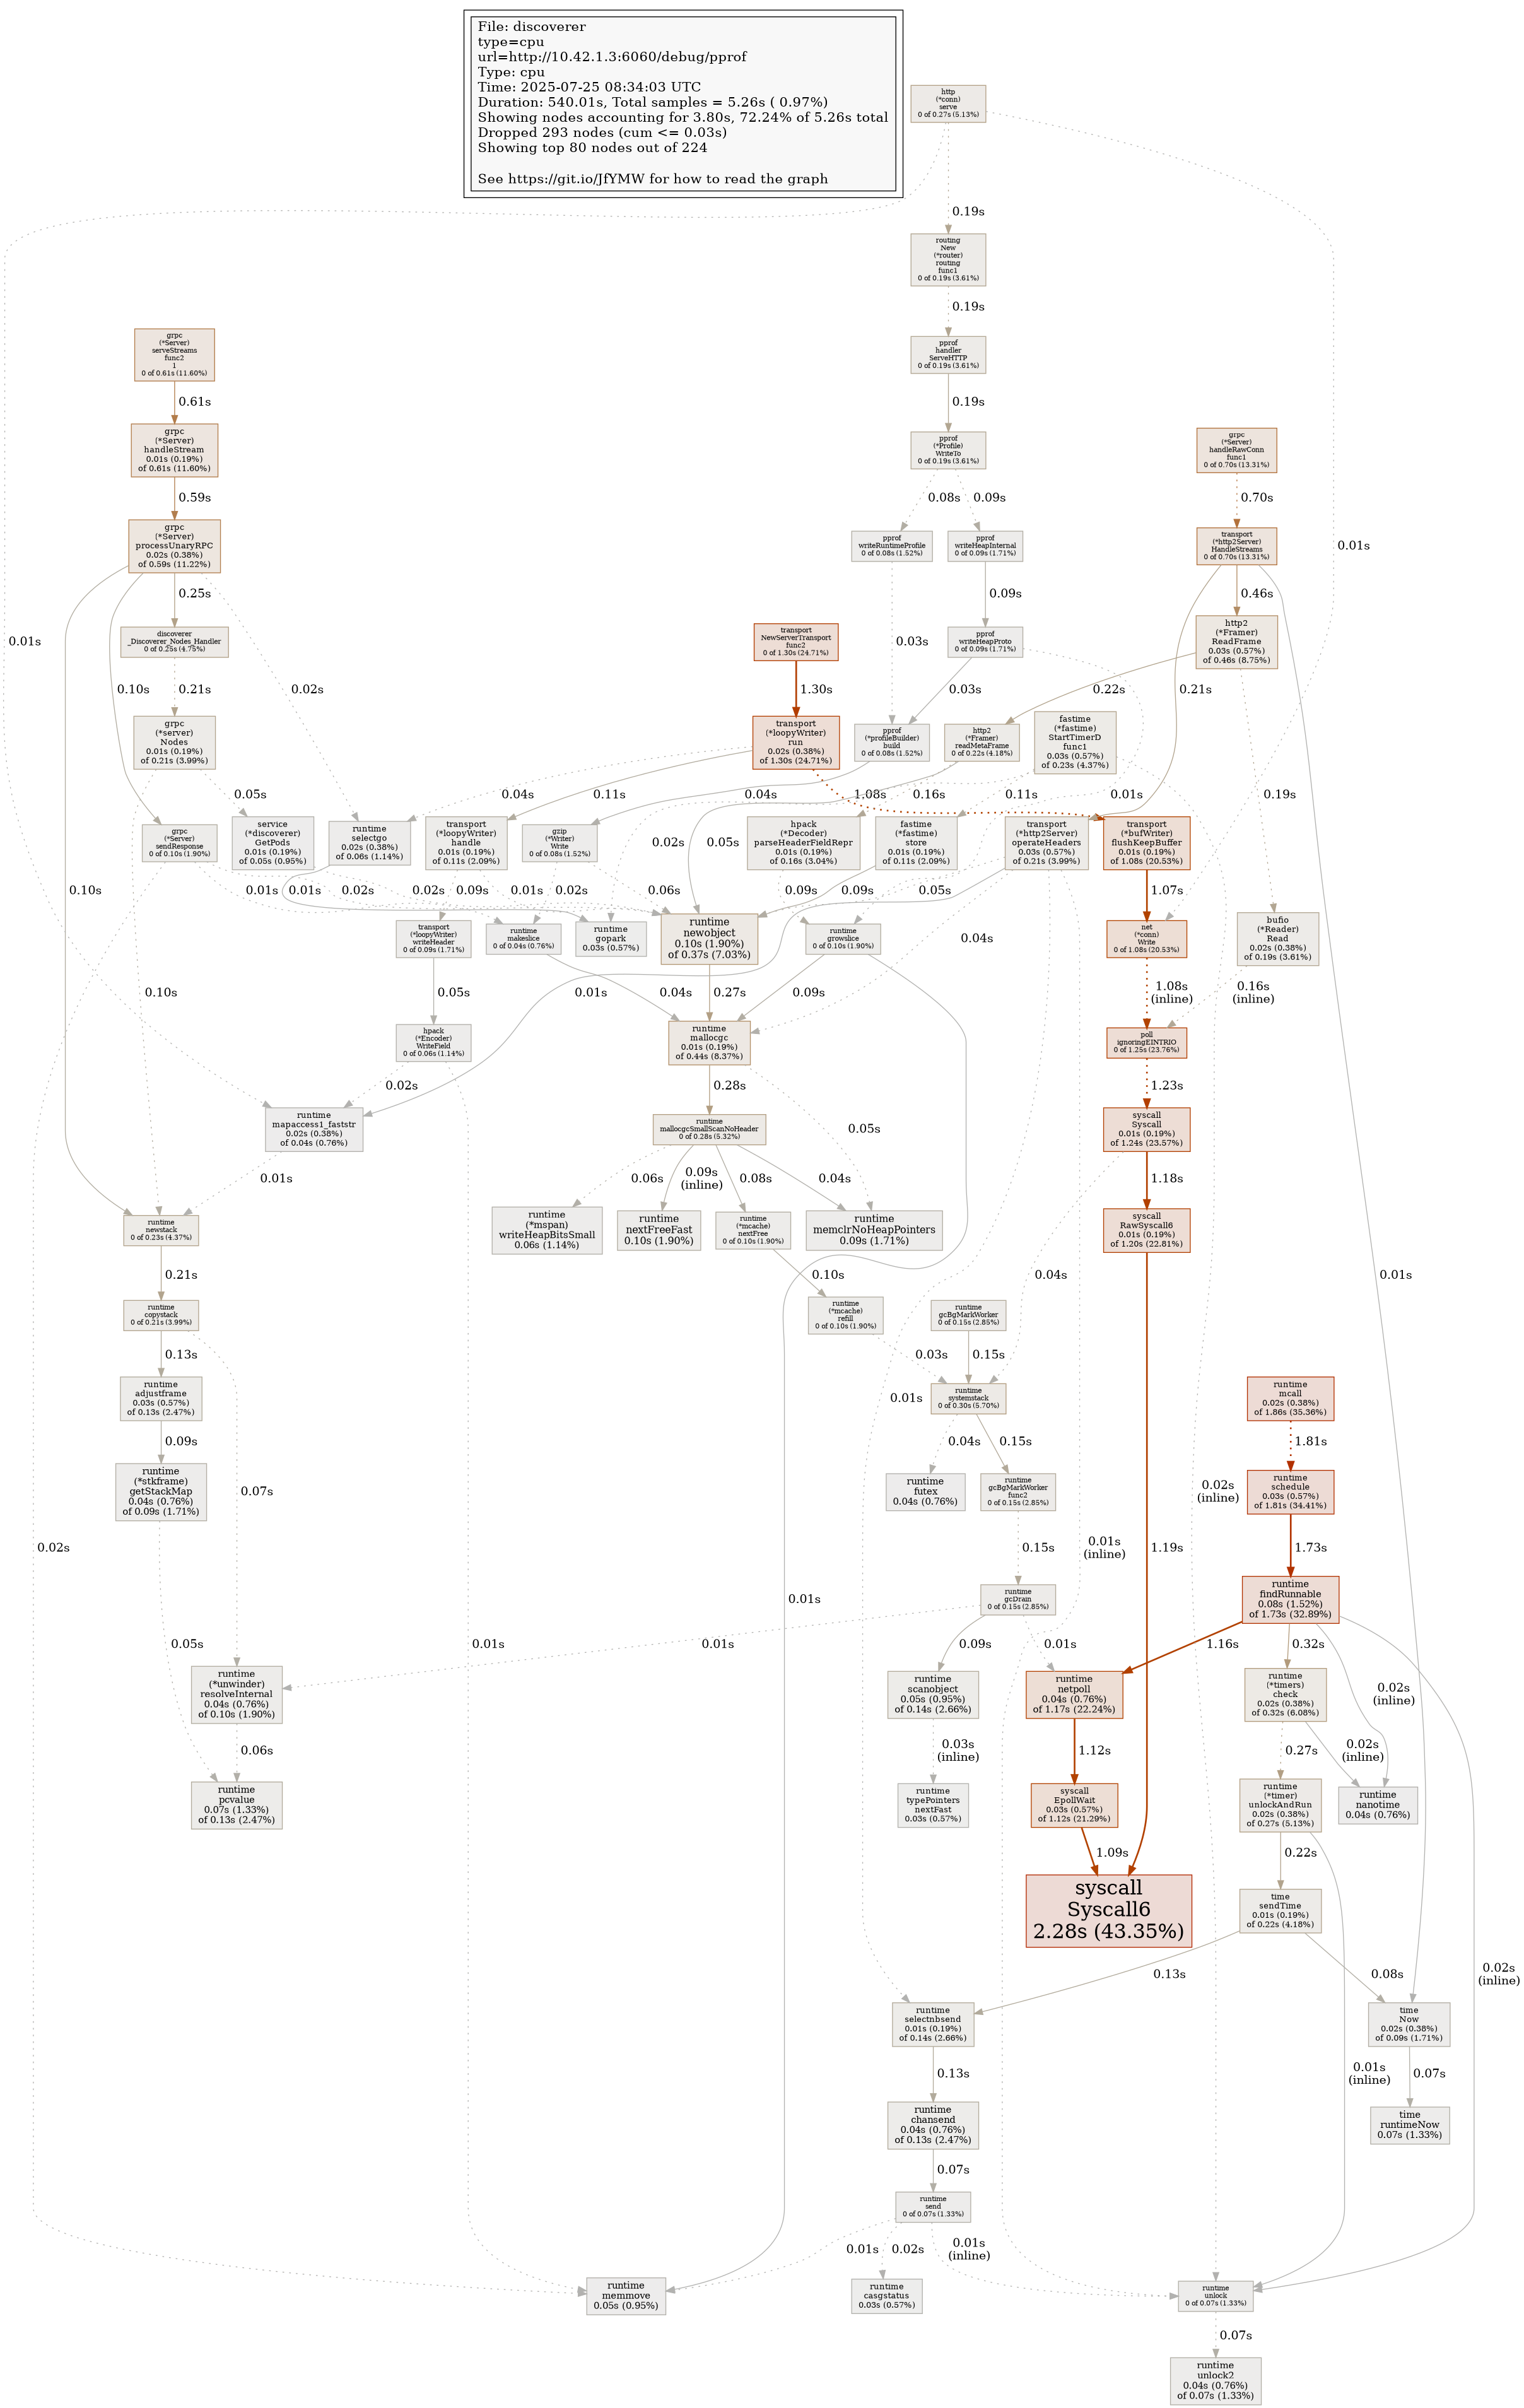 File: discoverer
type=cpu
url=http://10.42.1.3:6060/debug/pprof
Type: cpu
Time: 2025-07-25 08:34:03 UTC
Duration: 540.01s, Total samples = 5.26s ( 0.97%)
Showing nodes accounting for 3.80s, 72.24% of 5.26s total
Dropped 293 nodes (cum <= 0.03s)
Showing top 80 nodes out of 224
See https://git.io/JfYMW for how to read the graph
http
(*conn)
serve
0 of 0.27s (5.13%)
0.19s
routing
New
(*router)
routing
func1
0 of 0.19s (3.61%)
0.19s
pprof
handler
ServeHTTP
0 of 0.19s (3.61%)
0.19s
grpc
(*Server)
serveStreams
func2
1
0 of 0.61s (11.60%)
0.61s
grpc
(*Server)
handleStream
0.01s (0.19%)
of 0.61s (11.60%)
0.59s
pprof
(*Profile)
WriteTo
0 of 0.19s (3.61%)
0.08s
0.09s
grpc
(*Server)
handleRawConn
func1
0 of 0.70s (13.31%)
0.70s
grpc
(*Server)
processUnaryRPC
0.02s (0.38%)
of 0.59s (11.22%)
0.25s
pprof
writeRuntimeProfile
0 of 0.08s (1.52%)
pprof
writeHeapInternal
0 of 0.09s (1.71%)
0.09s
transport
(*http2Server)
HandleStreams
0 of 0.70s (13.31%)
0.46s
0.01s
0.01s
discoverer
_Discoverer_Nodes_Handler
0 of 0.25s (4.75%)
0.21s
0.10s
0.02s
transport
NewServerTransport
func2
0 of 1.30s (24.71%)
1.30s
0.03s
pprof
writeHeapProto
0 of 0.09s (1.71%)
0.03s
http2
(*Framer)
ReadFrame
0.03s (0.57%)
of 0.46s (8.75%)
0.22s
0.21s
grpc
(*server)
Nodes
0.01s (0.19%)
of 0.21s (3.99%)
0.05s
transport
(*loopyWriter)
run
0.02s (0.38%)
of 1.30s (24.71%)
0.04s
0.11s
pprof
(*profileBuilder)
build
0 of 0.08s (1.52%)
0.04s
http2
(*Framer)
readMetaFrame
0 of 0.22s (4.18%)
fastime
(*fastime)
StartTimerD
func1
0.03s (0.57%)
of 0.23s (4.37%)
1.08s
0.16s
0.11s
0.01s
0.19s
grpc
(*Server)
sendResponse
0 of 0.10s (1.90%)
service
(*discoverer)
GetPods
0.01s (0.19%)
of 0.05s (0.95%)
runtime
selectgo
0.02s (0.38%)
of 0.06s (1.14%)
transport
(*loopyWriter)
handle
0.01s (0.19%)
of 0.11s (2.09%)
gzip
(*Writer)
Write
0 of 0.08s (1.52%)
0.02s
0.05s
hpack
(*Decoder)
parseHeaderFieldRepr
0.01s (0.19%)
of 0.16s (3.04%)
fastime
(*fastime)
store
0.01s (0.19%)
of 0.11s (2.09%)
transport
(*http2Server)
operateHeaders
0.03s (0.57%)
of 0.21s (3.99%)
transport
(*bufWriter)
flushKeepBuffer
0.01s (0.19%)
of 1.08s (20.53%)
1.07s
0.10s
0.01s
0.02s
0.01s
0.02s
0.09s
0.01s
0.02s
0.06s
0.09s
0.09s
0.05s
transport
(*loopyWriter)
writeHeader
0 of 0.09s (1.71%)
0.05s
runtime
makeslice
0 of 0.04s (0.76%)
0.04s
runtime
gopark
0.03s (0.57%)
runtime
newobject
0.10s (1.90%)
of 0.37s (7.03%)
0.27s
runtime
growslice
0 of 0.10s (1.90%)
0.09s
0.04s
net
(*conn)
Write
0 of 1.08s (20.53%)
1.08s
(inline)
bufio
(*Reader)
Read
0.02s (0.38%)
of 0.19s (3.61%)
0.16s
(inline)
0.10s
0.01s
hpack
(*Encoder)
WriteField
0 of 0.06s (1.14%)
0.02s
runtime
mallocgc
0.01s (0.19%)
of 0.44s (8.37%)
0.28s
0.05s
poll
ignoringEINTRIO
0 of 1.25s (23.76%)
1.23s
runtime
mapaccess1_faststr
0.02s (0.38%)
of 0.04s (0.76%)
0.01s
runtime
mallocgcSmallScanNoHeader
0 of 0.28s (5.32%)
0.06s
0.09s
(inline)
0.08s
0.04s
syscall
Syscall
0.01s (0.19%)
of 1.24s (23.57%)
1.18s
runtime
newstack
0 of 0.23s (4.37%)
0.21s
runtime
(*mspan)
writeHeapBitsSmall
0.06s (1.14%)
runtime
nextFreeFast
0.10s (1.90%)
runtime
(*mcache)
nextFree
0 of 0.10s (1.90%)
0.10s
runtime
memclrNoHeapPointers
0.09s (1.71%)
0.04s
syscall
RawSyscall6
0.01s (0.19%)
of 1.20s (22.81%)
0.01s
runtime
copystack
0 of 0.21s (3.99%)
0.13s
runtime
(*mcache)
refill
0 of 0.10s (1.90%)
0.03s
runtime
gcBgMarkWorker
0 of 0.15s (2.85%)
0.15s
runtime
adjustframe
0.03s (0.57%)
of 0.13s (2.47%)
0.09s
0.01s
runtime
systemstack
0 of 0.30s (5.70%)
0.04s
0.15s
runtime
mcall
0.02s (0.38%)
of 1.86s (35.36%)
1.81s
runtime
(*stkframe)
getStackMap
0.04s (0.76%)
of 0.09s (1.71%)
0.07s
runtime
futex
0.04s (0.76%)
runtime
gcBgMarkWorker
func2
0 of 0.15s (2.85%)
0.15s
0.02s
(inline)
runtime
schedule
0.03s (0.57%)
of 1.81s (34.41%)
1.73s
0.02s
0.01s
(inline)
1.19s
0.01s
runtime
gcDrain
0 of 0.15s (2.85%)
0.09s
0.01s
runtime
findRunnable
0.08s (1.52%)
of 1.73s (32.89%)
1.16s
0.32s
0.05s
0.01s
0.01s
runtime
(*unwinder)
resolveInternal
0.04s (0.76%)
of 0.10s (1.90%)
0.06s
runtime
scanobject
0.05s (0.95%)
of 0.14s (2.66%)
0.03s
(inline)
runtime
netpoll
0.04s (0.76%)
of 1.17s (22.24%)
1.12s
runtime
(*timers)
check
0.02s (0.38%)
of 0.32s (6.08%)
0.27s
0.02s
(inline)
0.02s
(inline)
runtime
pcvalue
0.07s (1.33%)
of 0.13s (2.47%)
runtime
typePointers
nextFast
0.03s (0.57%)
syscall
EpollWait
0.03s (0.57%)
of 1.12s (21.29%)
1.09s
runtime
(*timer)
unlockAndRun
0.02s (0.38%)
of 0.27s (5.13%)
0.22s
runtime
nanotime
0.04s (0.76%)
syscall
Syscall6
2.28s (43.35%)
time
sendTime
0.01s (0.19%)
of 0.22s (4.18%)
0.13s
0.08s
0.02s
(inline)
runtime
selectnbsend
0.01s (0.19%)
of 0.14s (2.66%)
0.13s
time
Now
0.02s (0.38%)
of 0.09s (1.71%)
0.07s
0.01s
(inline)
runtime
chansend
0.04s (0.76%)
of 0.13s (2.47%)
0.07s
time
runtimeNow
0.07s (1.33%)
runtime
send
0 of 0.07s (1.33%)
0.01s
0.02s
0.01s
(inline)
runtime
memmove
0.05s (0.95%)
runtime
casgstatus
0.03s (0.57%)
runtime
unlock
0 of 0.07s (1.33%)
0.07s
runtime
unlock2
0.04s (0.76%)
of 0.07s (1.33%)